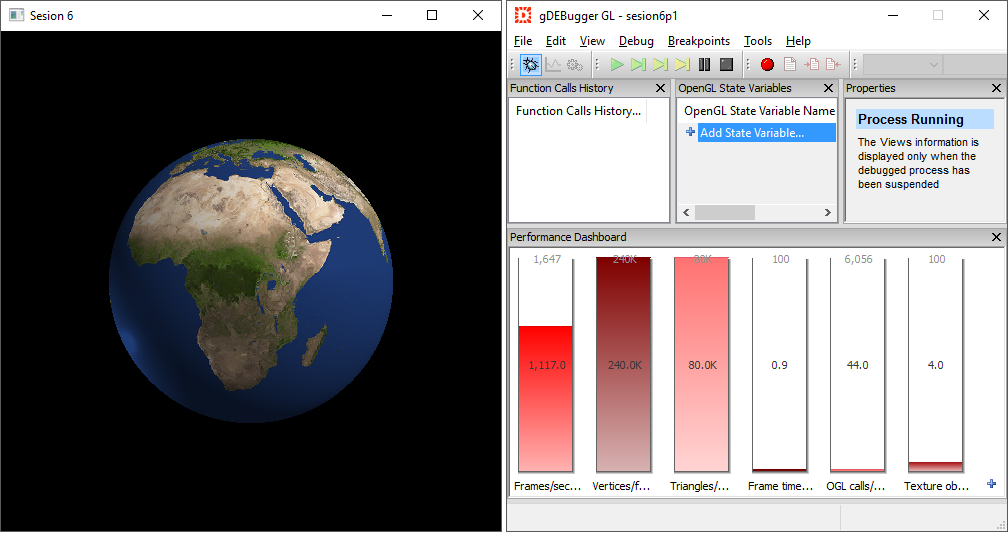 Sesion 6
gDEBugger GL - sesion6p1
File Edit View Debug Breakpoints Tools Help
Function Calls History
OpenGL State Variables
Properties
Function Calls History...
OpenGL State Variable Name
Add State Variable...
Process Running
The Views information is
displayed only when the
debugged process has
been suspended
Performance Dashboard
1,647 240K 80K 100 6,056 100
1,117.0 240.0K 80.0K 0.9 44.0 4.0
Frames/sec... Vertices/f... Triangles/... Frame time... OGL calls/... Texture ob...